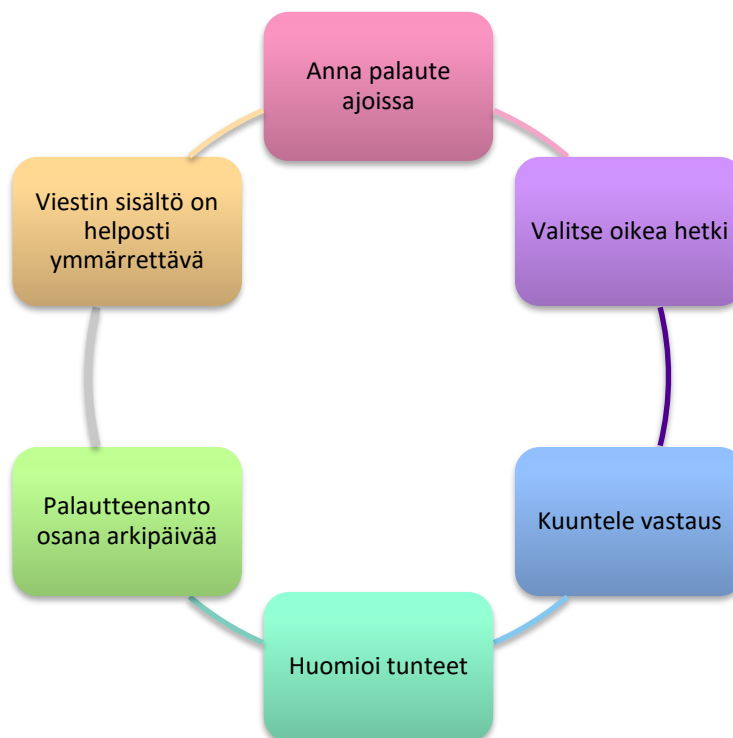 Anna palaute
ajoissa
Valitse oikea hetki
Kuuntele vastaus
Huomioi tunteet
Palautteenanto
osana arkipäivää
Viestin sisältö on
helposti
ymmärrettävä